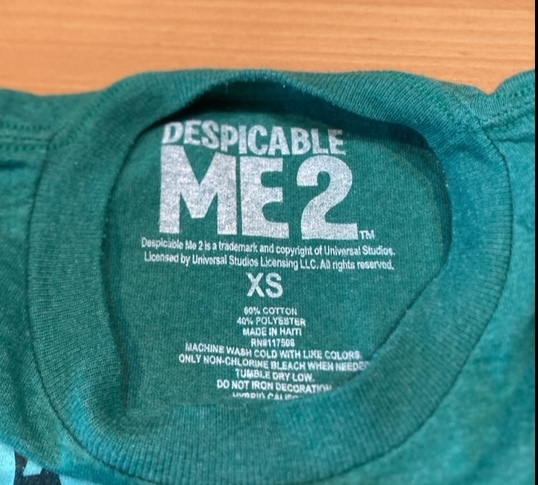 DESPICABLE
ME 2™
Despicable Me 2 is a trademark and copyright of Universal Studios.
Licensed by Universal Studios Licensing LLC. All rights reserved.
XS
60% COTTON
40% POLYESTER
MADE IN HAITI
RN#117506
MACHINE WASH COLD WITH LIKE COLORS
ONLY NON-CHLORINE BLEACH WHEN NEEDED
TUMBLE DRY LOW.
DO NOT IRON DECORATION